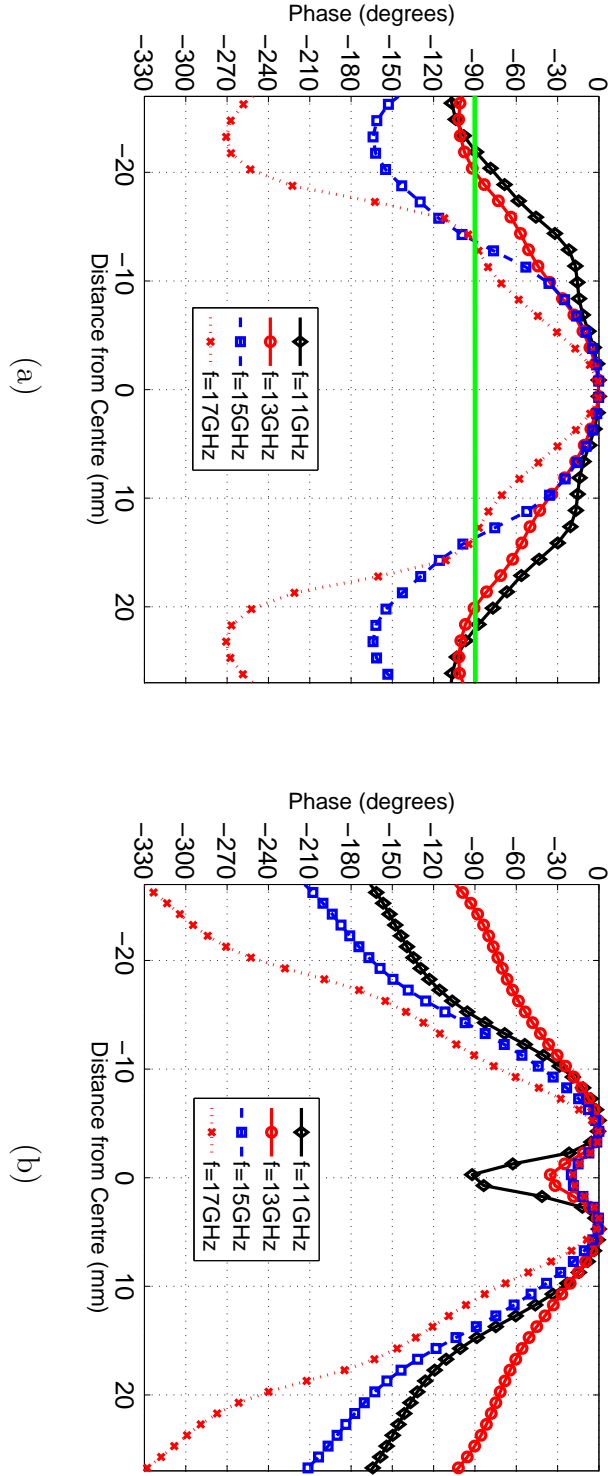 Phase (degrees)
0
−30
−60
−90
−120
−150
−180
−210
−240
−270
−300
−330
−20
−10
0
10
20
Distance from Centre (mm)
f=11GHz
f=13GHz
f=15GHz
f=17GHz
(a)
Phase (degrees)
0
−30
−60
−90
−120
−150
−180
−210
−240
−270
−300
−330
−20
−10
0
10
20
Distance from Centre (mm)
f=11GHz
f=13GHz
f=15GHz
f=17GHz
(b)